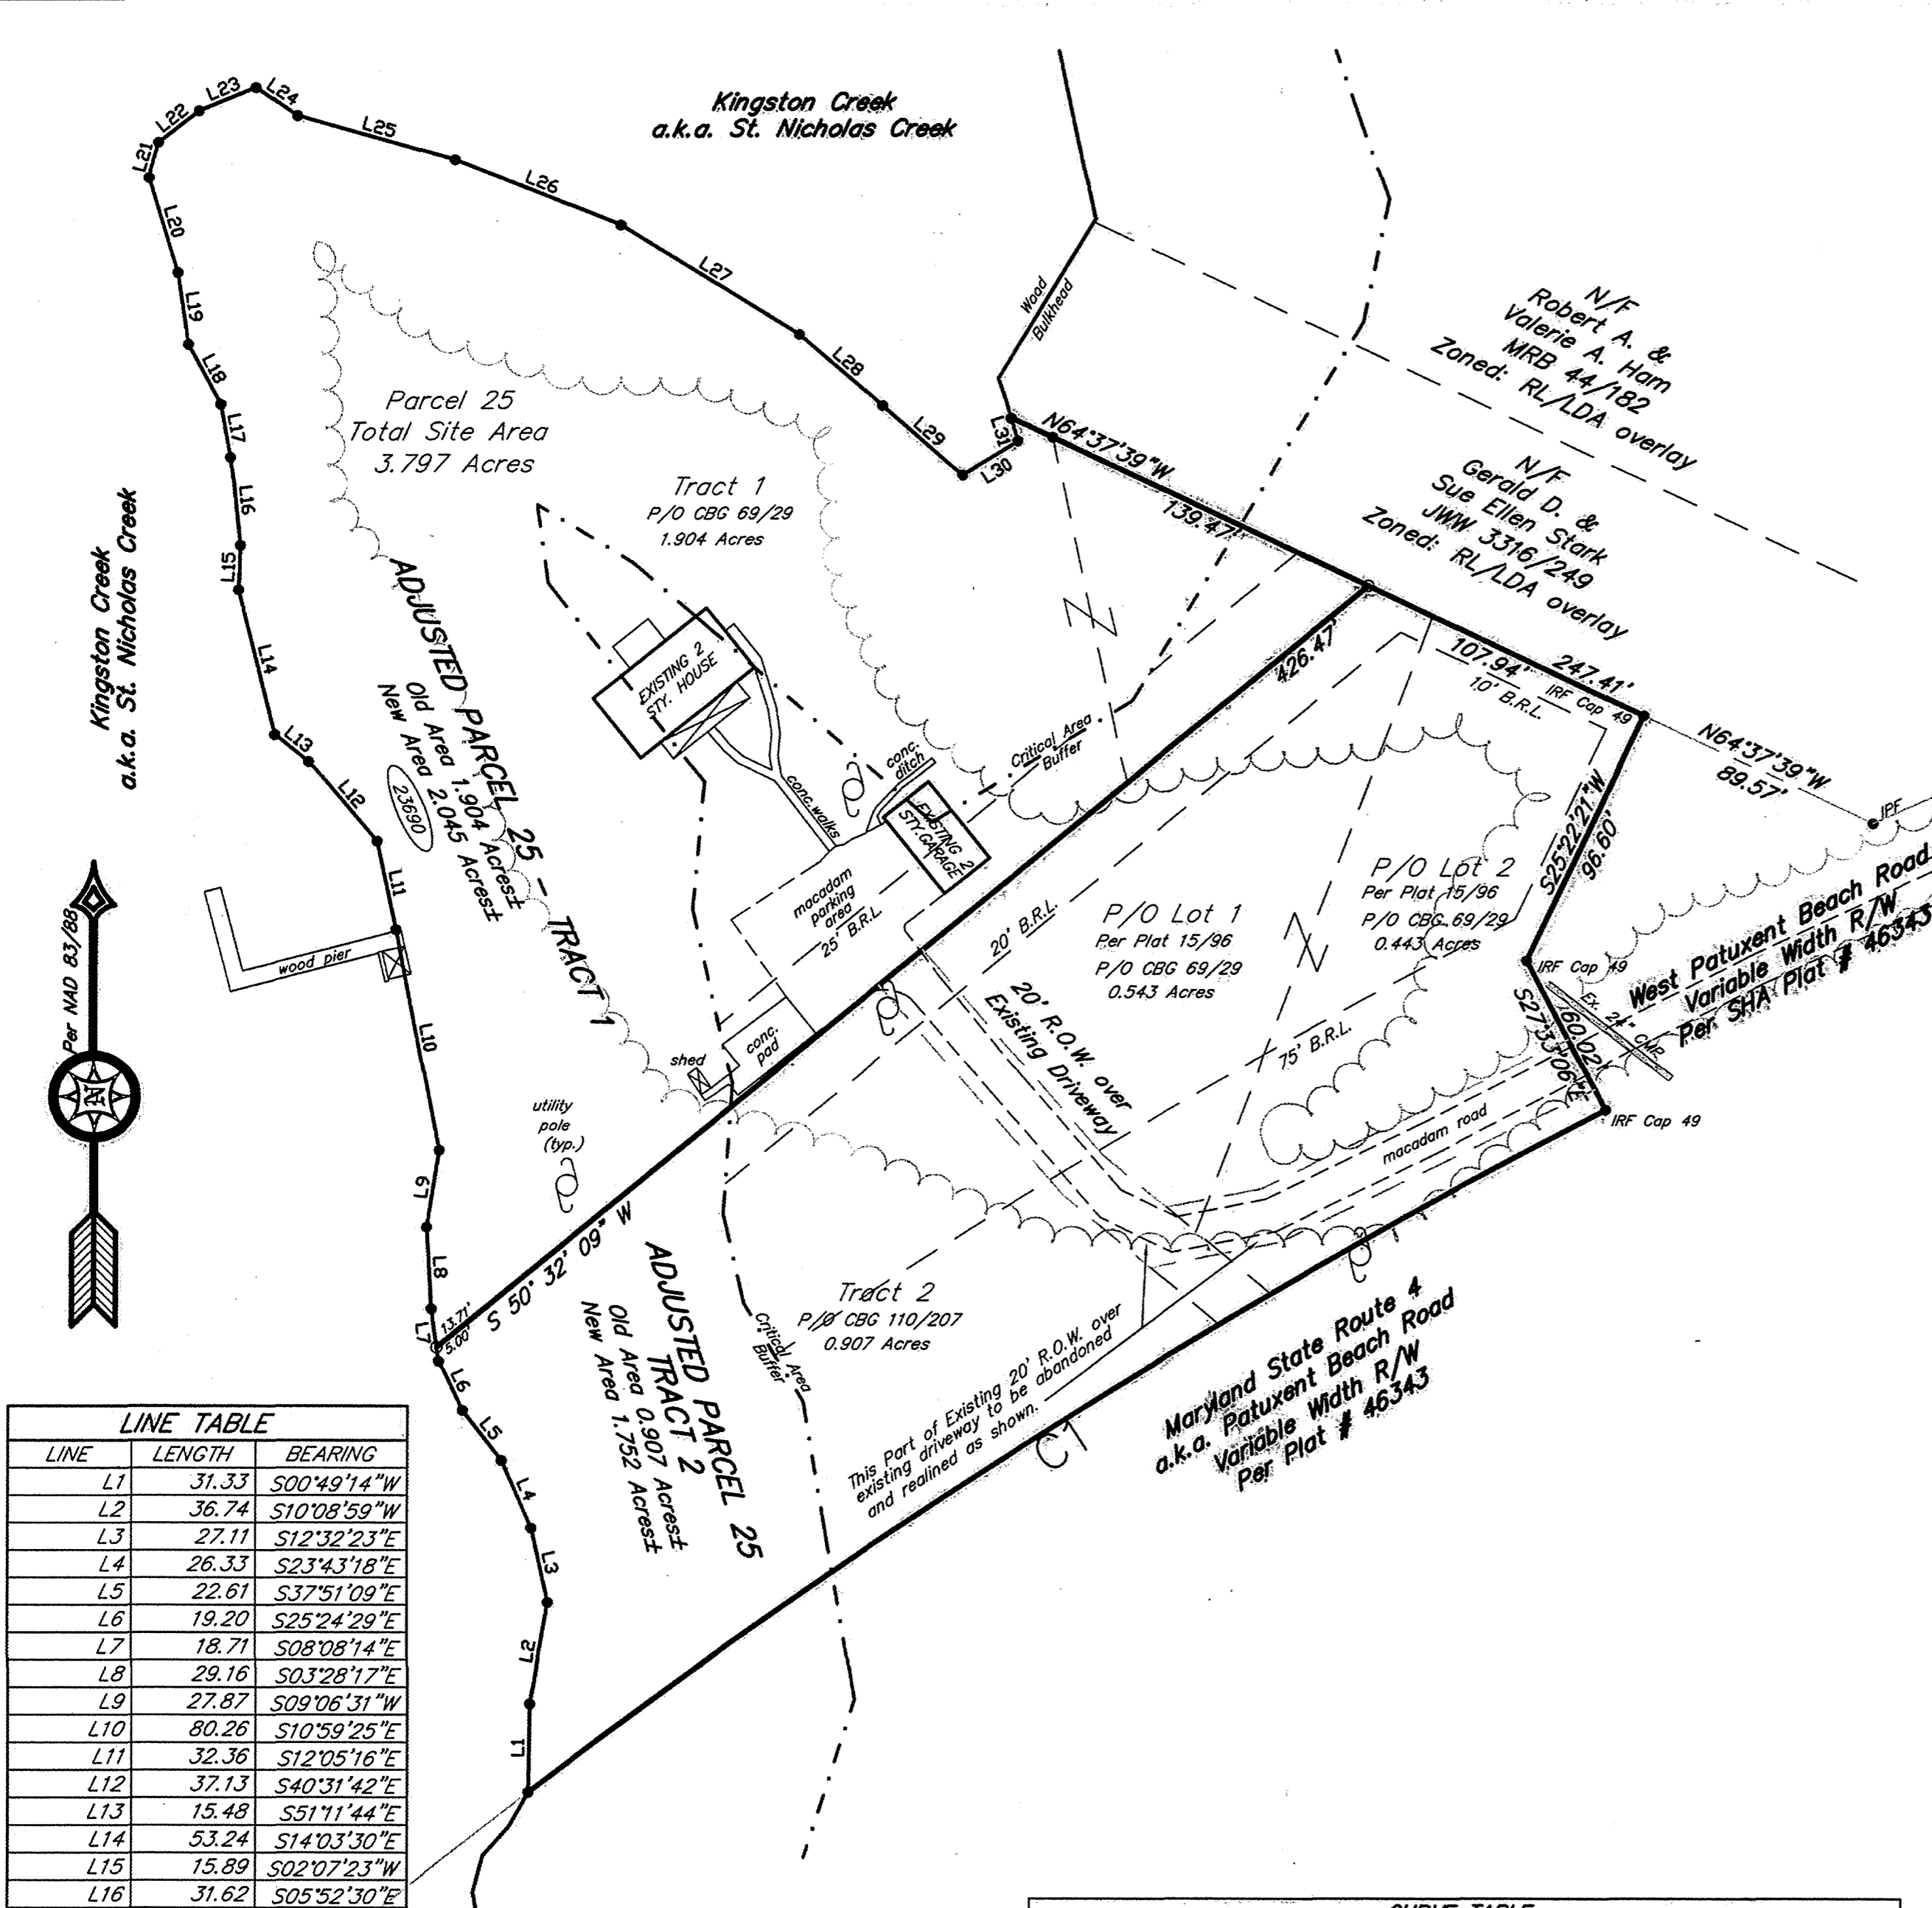 Kingston Creek
a.k.a. St. Nicholas Creek
L23
L24
L22
L25
L21
L26
L20
L27
L19
L28
L18
L29
L17
L30
L31
L16
L15
L14
L13
L12
L11
L10
L9
L8
L7
L6
L5
L4
L3
L2
L1
Wood
Bulkhead
N/F
Robert A. &
Valerie A. Ham
MRB 44/182
Zoned: RL/LDA overlay
N/F
Gerald D. &
Sue Ellen Stark
JWW 3316/249
Zoned: RL/LDA overlay
N64°37'39"W
139.47'
Parcel 25
Total Site Area
3.797 Acres
Tract 1
P/O CBG 69/29
1.904 Acres
Kingston Creek
a.k.a. St. Nicholas Creek
ADJUSTED PARCEL 25 - TRACT 1
Old Area 1.904 Acres±
New Area 2.045 Acres±
23690
EXISTING 2
STY. HOUSE
conc. walks
conc.
ditch
EXISTING 2
STY. GARAGE
Critical Area
Buffer
426.47'
107.94'
247.41'
10' B.R.L.
IRF Cap 49
N64°37'39"W
89.57'
IPF
S25°22'21"W
96.60'
macadam
parking
area
25' B.R.L.
20' B.R.L.
P/O Lot 1
Per Plat 15/96
P/O CBG 69/29
0.543 Acres
P/O Lot 2
Per Plat 15/96
P/O CBG 69/29
0.443 Acres
IRF Cap 49
West Patuxent Beach Road
Variable Width R/W
Per SHA Plat # 46343
Ex. 24" CMP
S27°33'06"E
60.02'
IRF Cap 49
20' R.O.W. over
Existing Driveway
75' B.R.L.
macadam road
wood pier
Per NAD 83/88
N
shed
conc.
pad
utility
pole
(typ.)
13.71'
5.00'
S 50° 32' 09" W
ADJUSTED PARCEL 25
TRACT 2
Old Area 0.907 Acres±
New Area 1.752 Acres±
Tract 2
P/O CBG 110/207
0.907 Acres
Critical Area
Buffer
This Part of Existing 20' R.O.W. over
existing driveway to be abandoned
and realined as shown.
C1
Maryland State Route 4
a.k.a. Patuxent Beach Road
Variable Width R/W
Per Plat # 46343
LINE TABLE
LINE LENGTH BEARING
L1 31.33 S00°49'14"W
L2 36.74 S10°08'59"W
L3 27.11 S12°32'23"E
L4 26.33 S23°43'18"E
L5 22.61 S37°51'09"E
L6 19.20 S25°24'29"E
L7 18.71 S08°08'14"E
L8 29.16 S03°28'17"E
L9 27.87 S09°06'31"W
L10 80.26 S10°59'25"E
L11 32.36 S12°05'16"E
L12 37.13 S40°31'42"E
L13 15.48 S51°11'44"E
L14 53.24 S14°03'30"E
L15 15.89 S02°07'23"W
L16 31.62 S05°52'30"E
CURVE TABLE